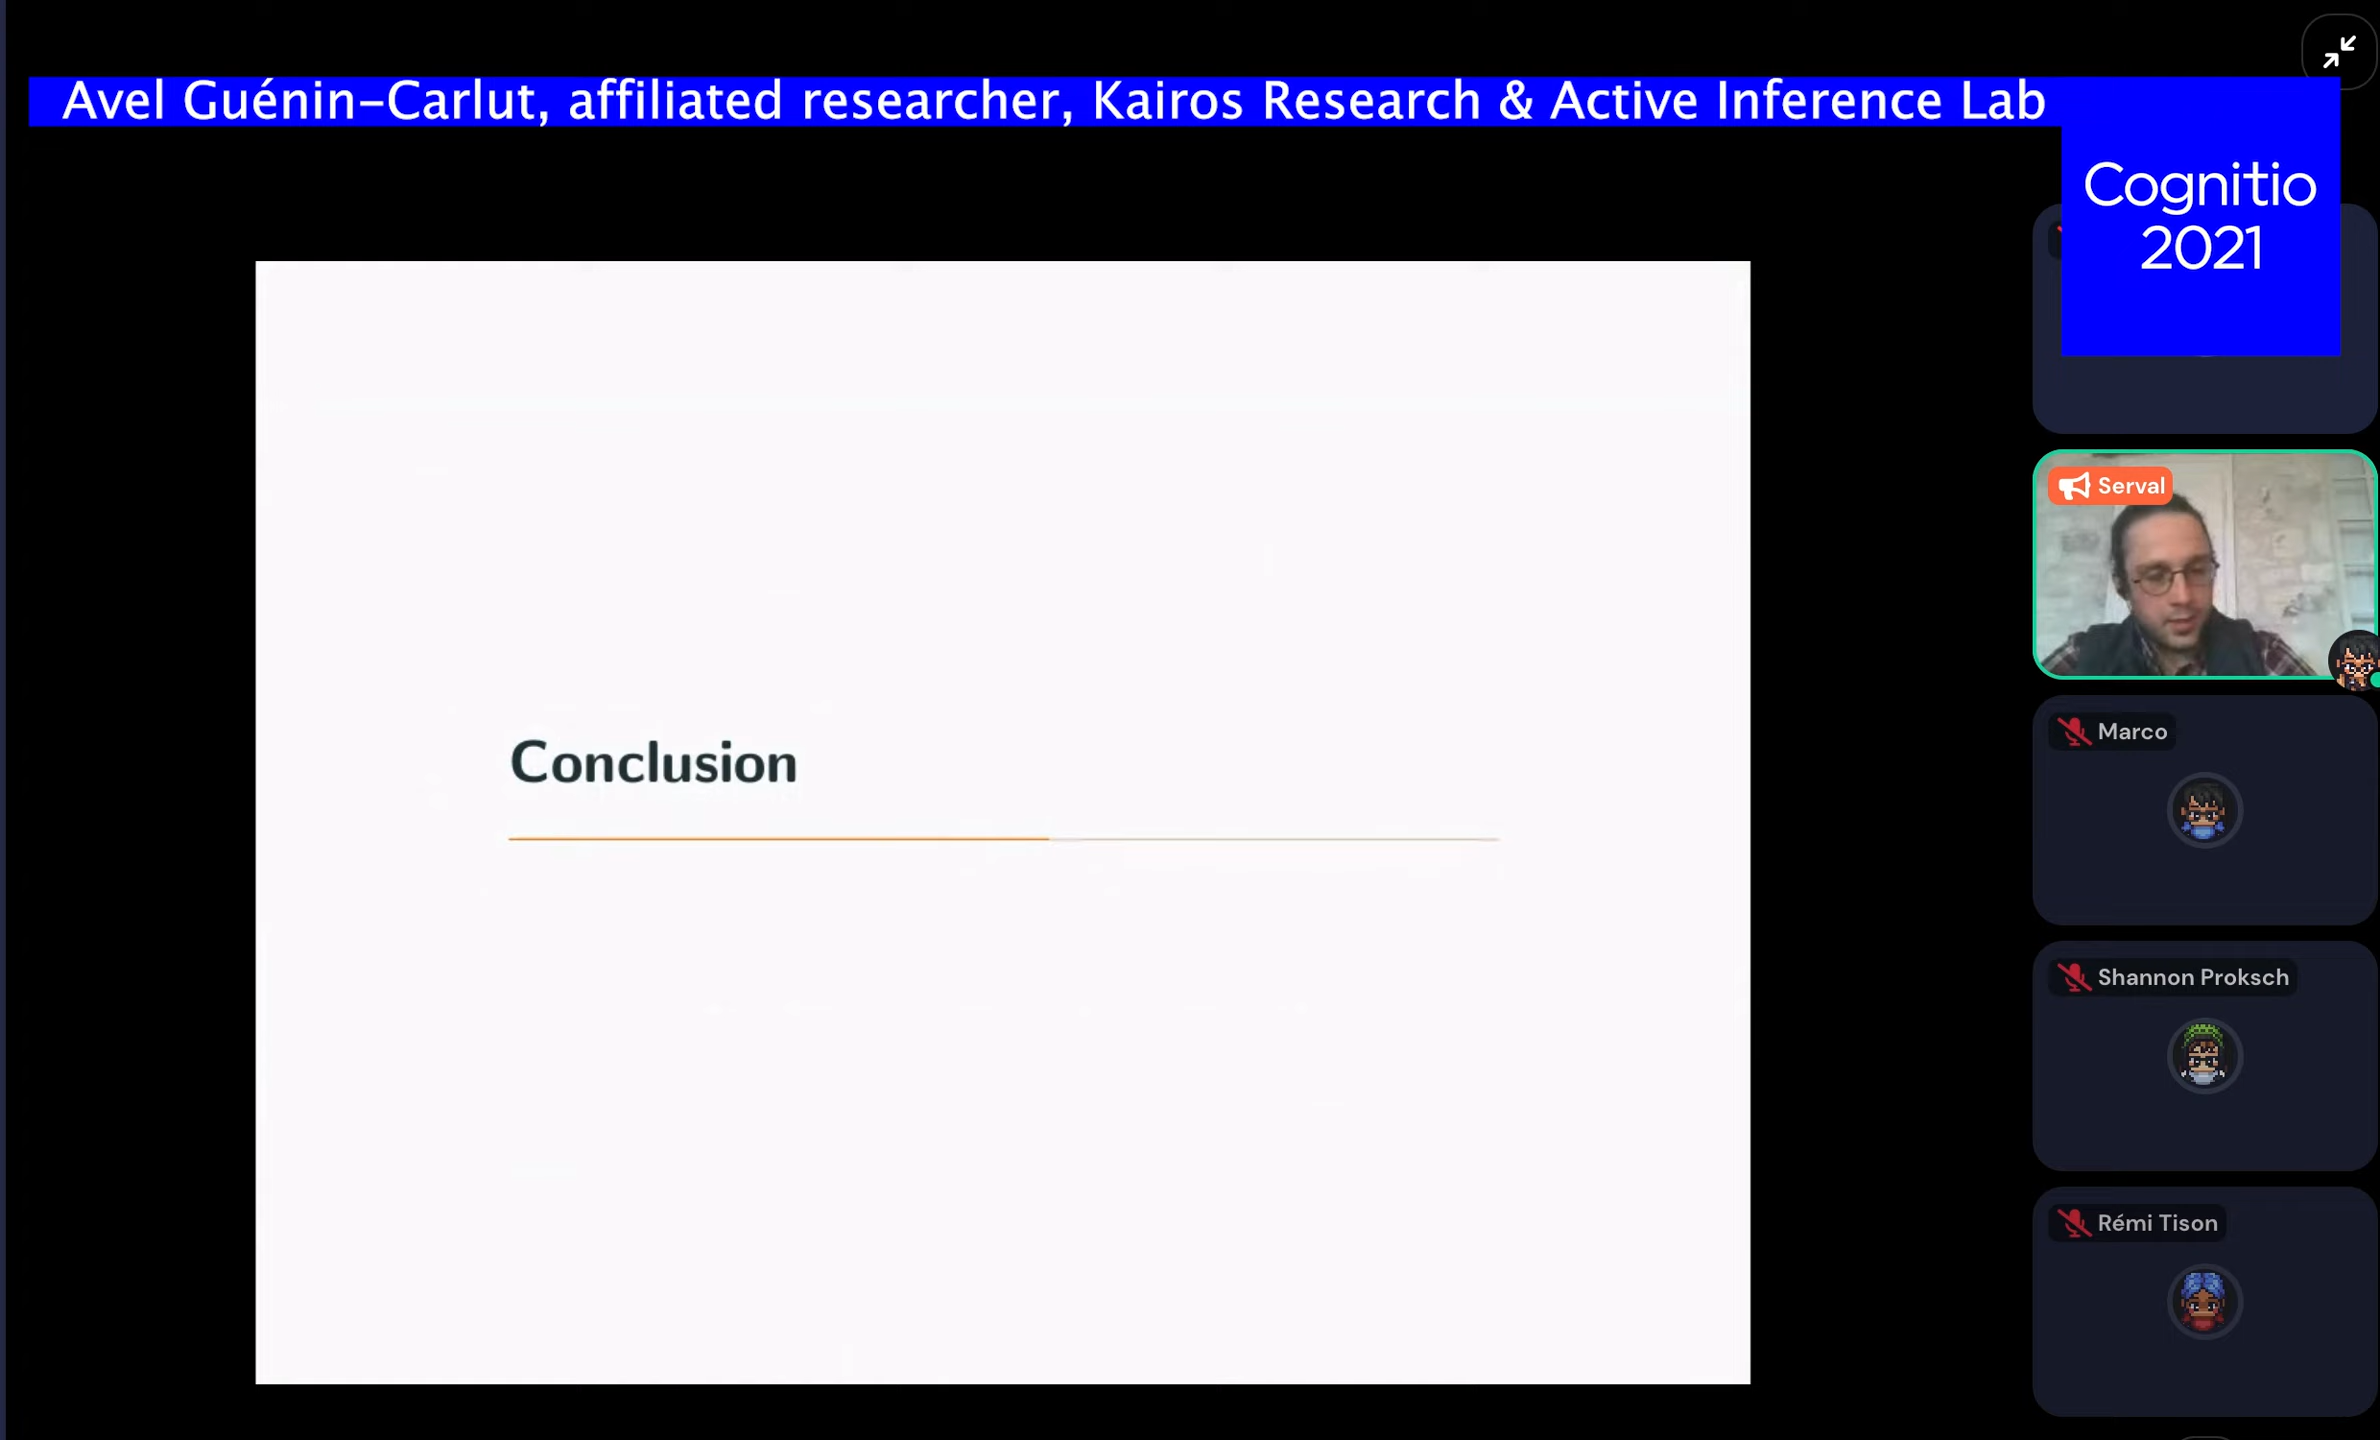 Avel Guénin-Carlut, affiliated researcher, Kairos Research & Active Inference Lab
Cognitio
2021
Serval
Conclusion
Marco
Shannon Proksch
Rémi Tison